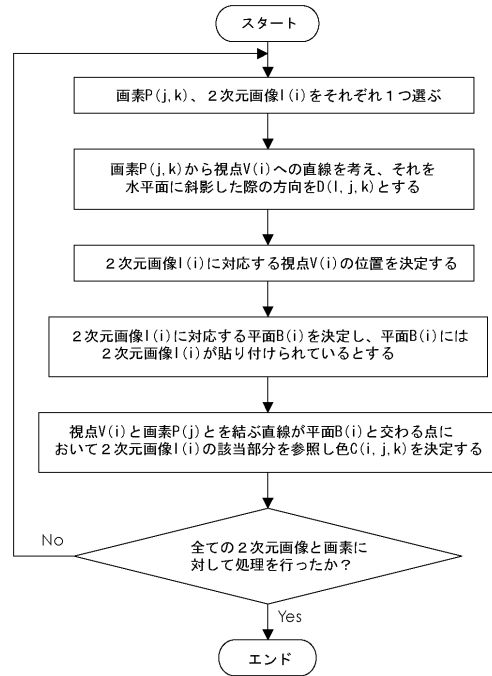 スタート
画素P(j,k)、2次元画像I(i)をそれぞれ1つ選ぶ
画素P(j,k)から視点V(i)への直線を考え、それを
水平面に斜影した際の方向をD(I,j,k)とする
2次元画像I(i)に対応する視点V(i)の位置を決定する
2次元画像I(i)に対応する平面B(i)を決定し、平面B(i)には
2次元画像I(i)が貼り付けられているとする
視点V(i)と画素P(j)とを結ぶ直線が平面B(i)と交わる点に
おいて2次元画像I(i)の該当部分を参照し色C(i,j,k)を決定する
No
全ての2次元画像と画素に
対して処理を行ったか?
Yes
エンド